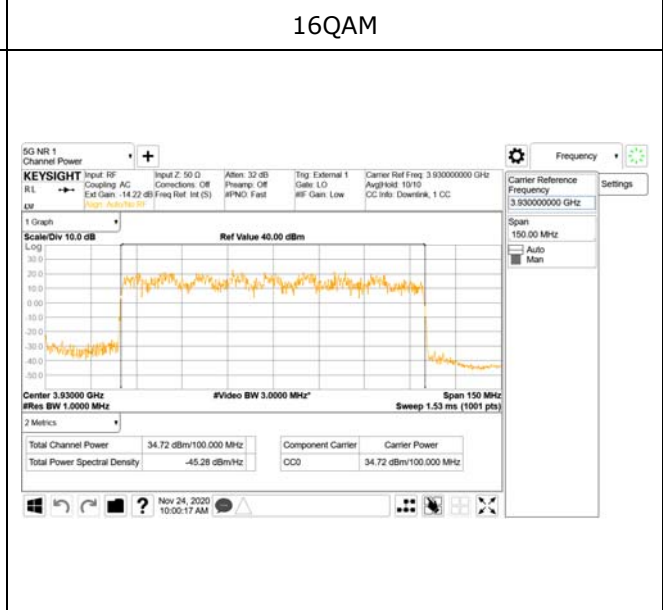 16QAM
5G NR 1
Channel Power
Frequency
KEYSIGHT
RL
Input: RF
Coupling: AC
Ext Gain: -14.22 dB
Align: Auto/No RF
Input Z: 50 Ω
Corrections: Off
Freq Ref: Int (S)
Atten: 32 dB
Preamp: Off
#PNO: Fast
Trig: External 1
Gate: LO
#IF Gain: Low
Carrier Ref Freq: 3.930000000 GHz
Avg|Hold: 10/10
CC Info: Downlink, 1 CC
Carrier Reference
Frequency
3.930000000 GHz
Settings
Span
150.00 MHz
Auto
Man
1 Graph
Scale/Div 10.0 dB
Ref Value 40.00 dBm
Log
30.0
20.0
10.0
0.00
-10.0
-20.0
-30.0
-40.0
-50.0
Center 3.93000 GHz
#Video BW 3.0000 MHz*
Span 150 MHz
#Res BW 1.0000 MHz
Sweep 1.53 ms (1001 pts)
2 Metrics
Total Channel Power 34.72 dBm/100.000 MHz
Total Power Spectral Density -45.28 dBm/Hz
Component Carrier Carrier Power
CC0 34.72 dBm/100.000 MHz
Nov 24, 2020
10:00:17 AM